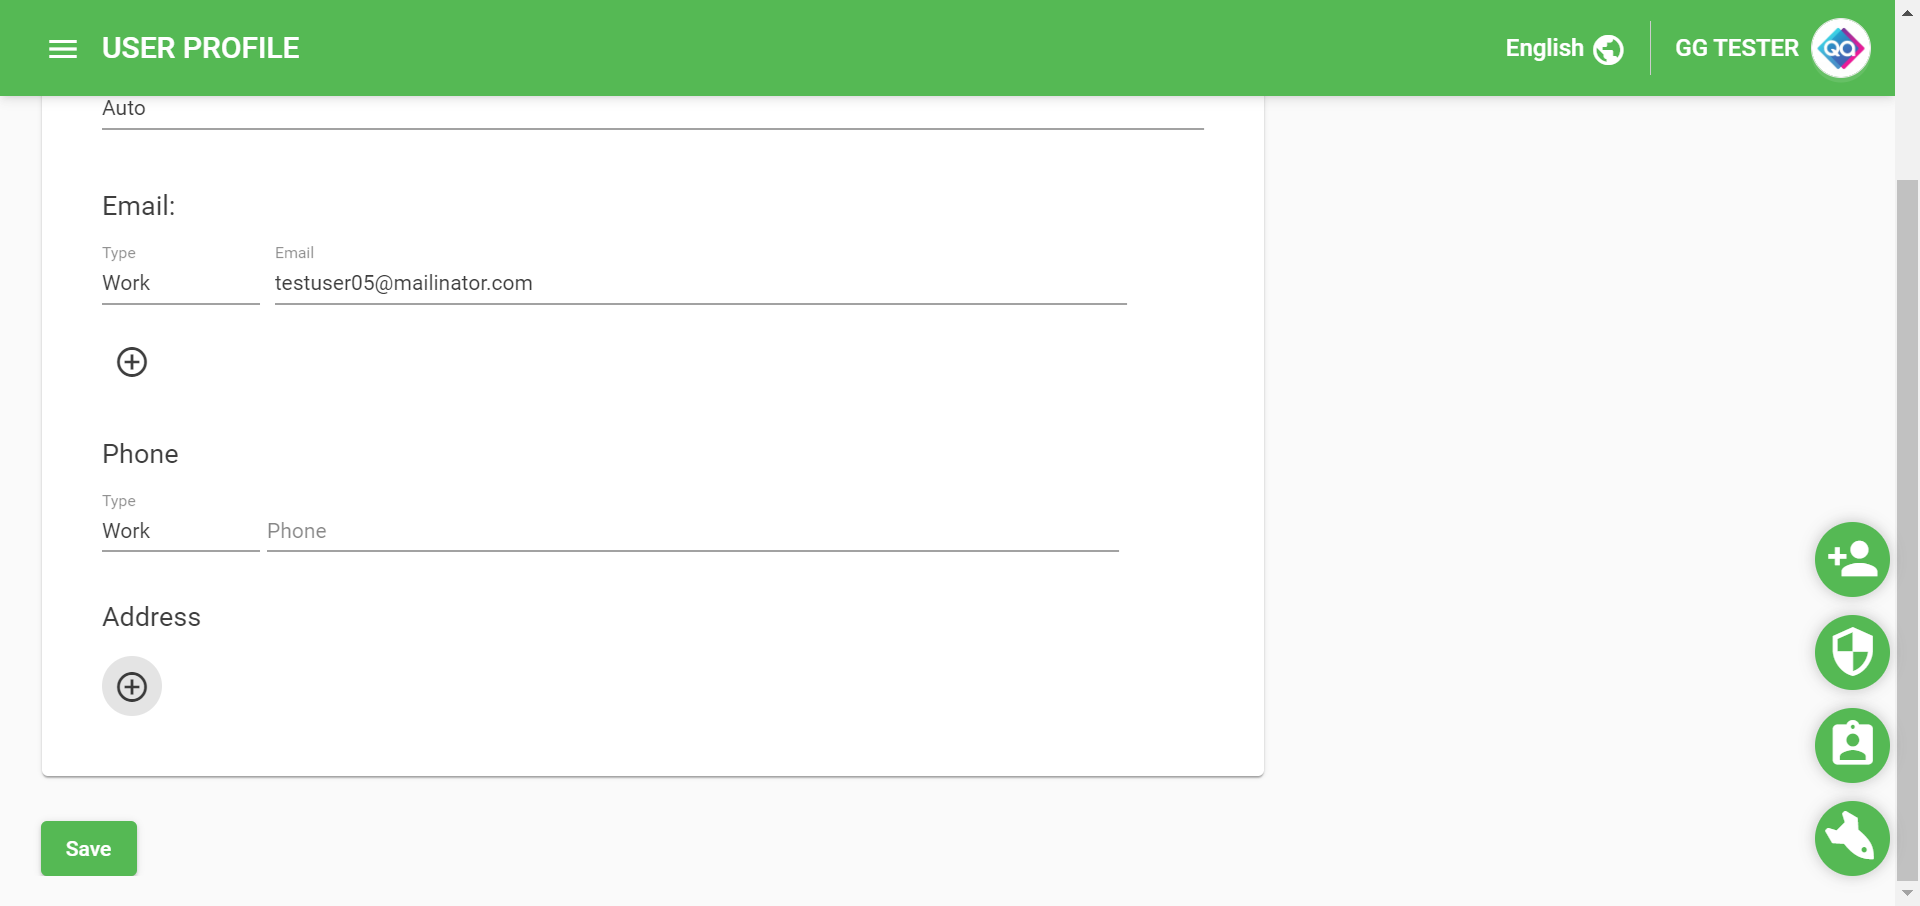 USER PROFILE
English
GG TESTER
QA
Auto
Email:
Type
Email
Work
testuser05@mailinator.com
Phone
Type
Work
Phone
Address
Save